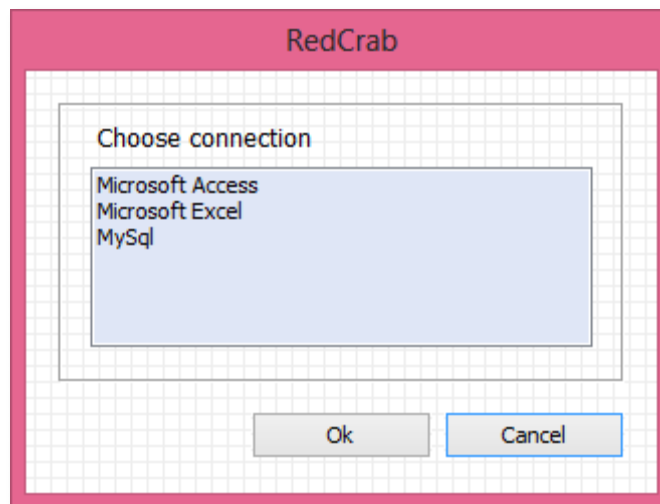 RedCrab
Choose connection
Microsoft Access
Microsoft Excel
MySql
Ok
Cancel